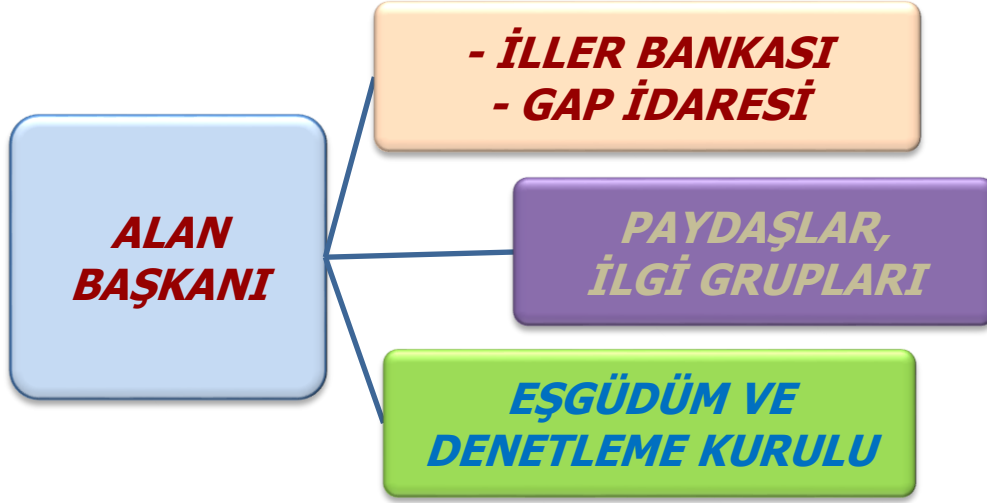 - İLLER BANKASI
- GAP İDARESİ
ALAN
BAŞKANI
PAYDAŞLAR,
İLGİ GRUPLARI
EŞGÜDÜM VE
DENETLEME KURULU